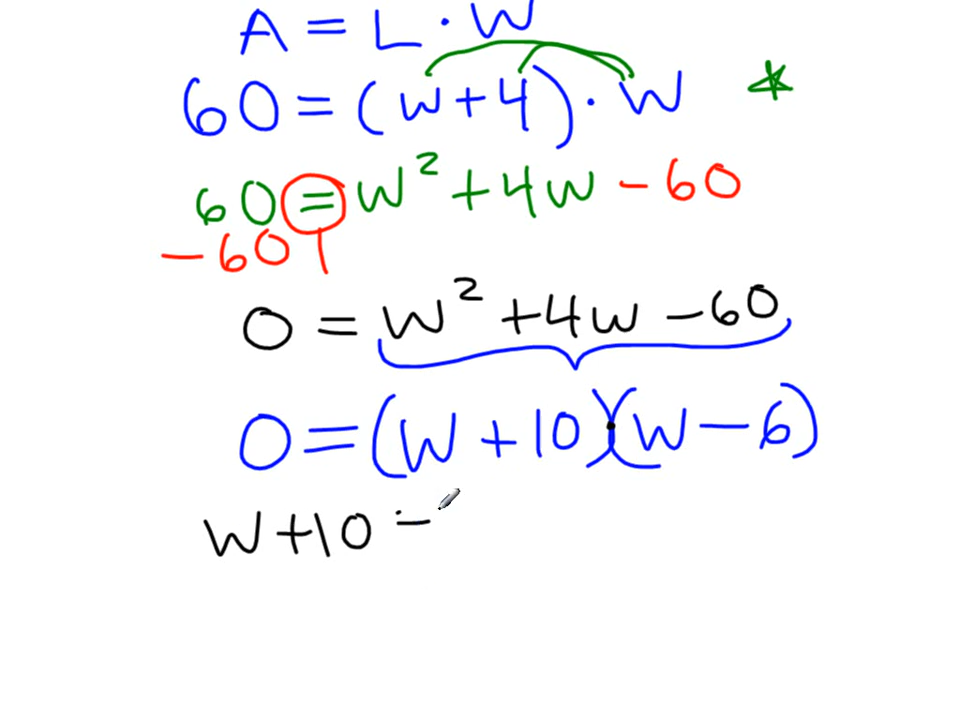 A = L · W
60 = (w+4) · W
60 = w² + 4w - 60
-60
0 = w² + 4w - 60
0 = (w + 10)(w - 6)
w + 10 =